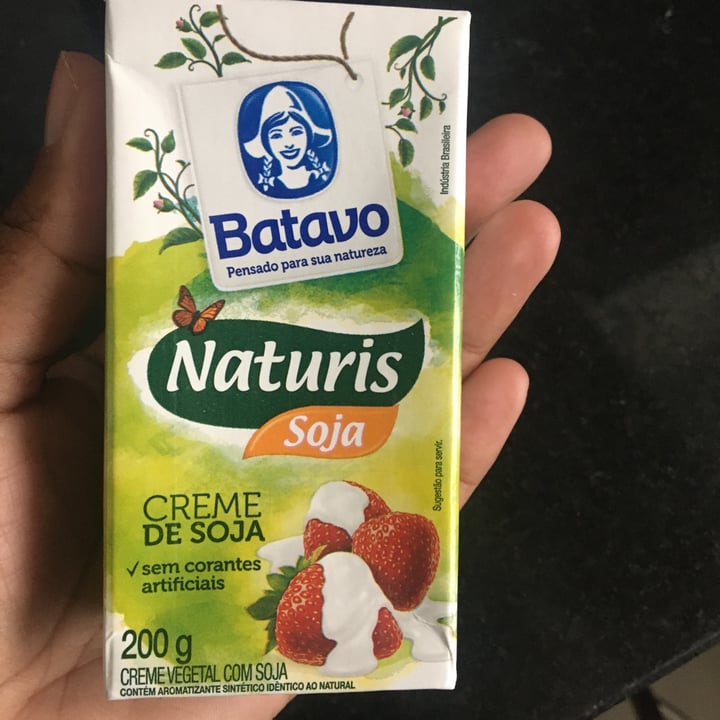 Batavo
Pensado para sua natureza
Indústria Brasileira
Naturis
Soja
Sugestão para servir.
CREME
DE SOJA
✓ sem corantes
artificiais
200 g
CREME VEGETAL COM SOJA
CONTÉM AROMATIZANTE SINTÉTICO IDÊNTICO AO NATURAL